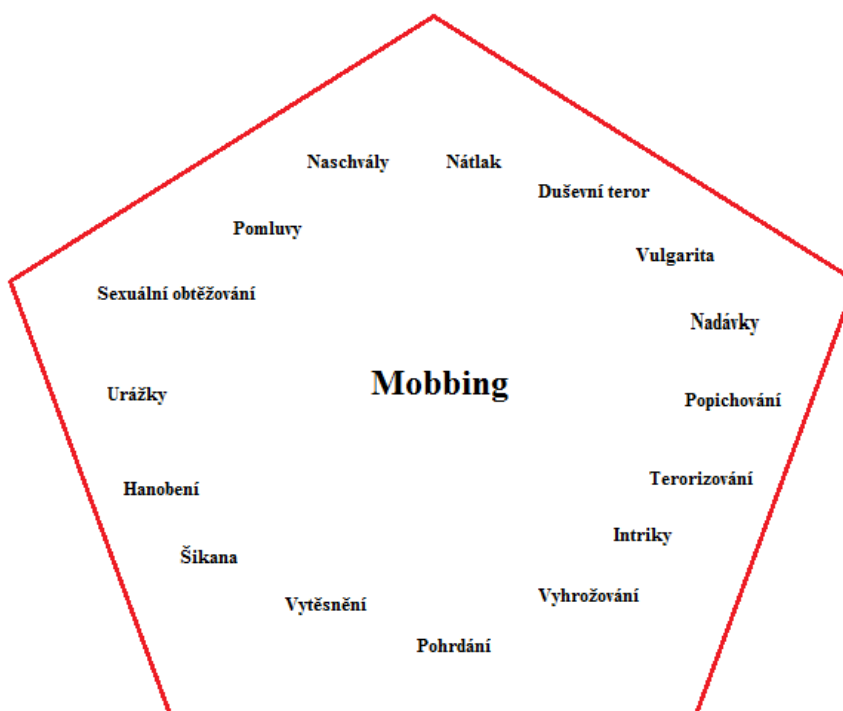 Naschvály
Nátlak
Duševní teror
Pomluvy
Vulgarita
Sexuální obtěžování
Nadávky
Mobbing
Urážky
Popichování
Terorizování
Hanobení
Intriky
Šikana
Vyhrožování
Vytěsnění
Pohrdání